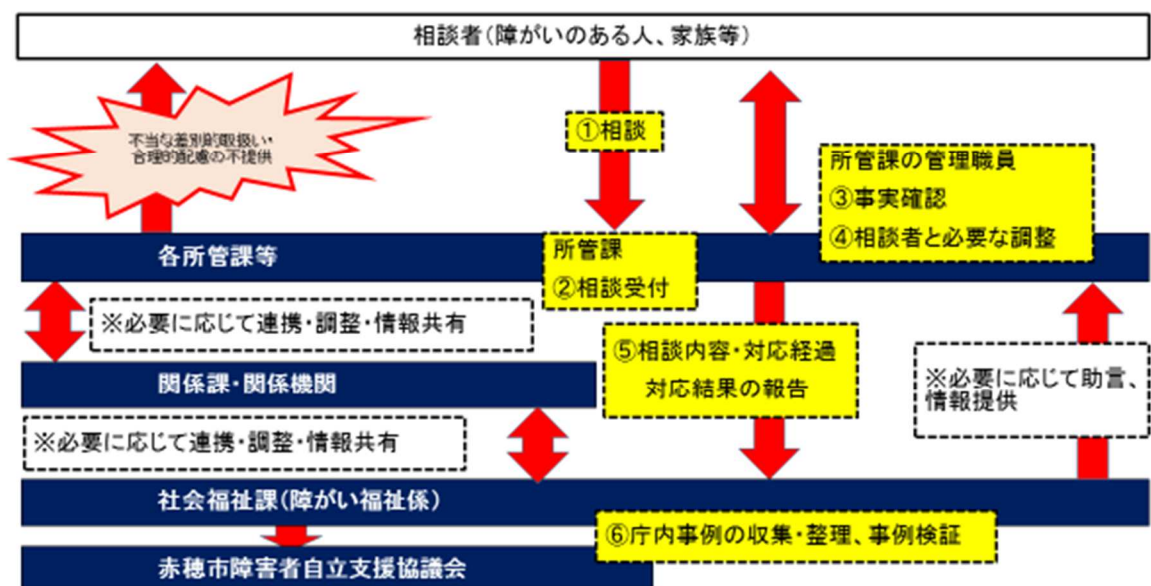 相談者(障がいのある人、家族等)
不当な差別的取扱い・
合理的配慮の不提供
①相談
所管課の管理職員
③事実確認
④相談者と必要な調整
各所管課等
所管課
②相談受付
※必要に応じて連携・調整・情報共有
⑤相談内容・対応経過
対応結果の報告
※必要に応じて助言、
情報提供
関係課・関係機関
※必要に応じて連携・調整・情報共有
社会福祉課(障がい福祉係)
⑥庁内事例の収集・整理、事例検証
赤穂市障害者自立支援協議会